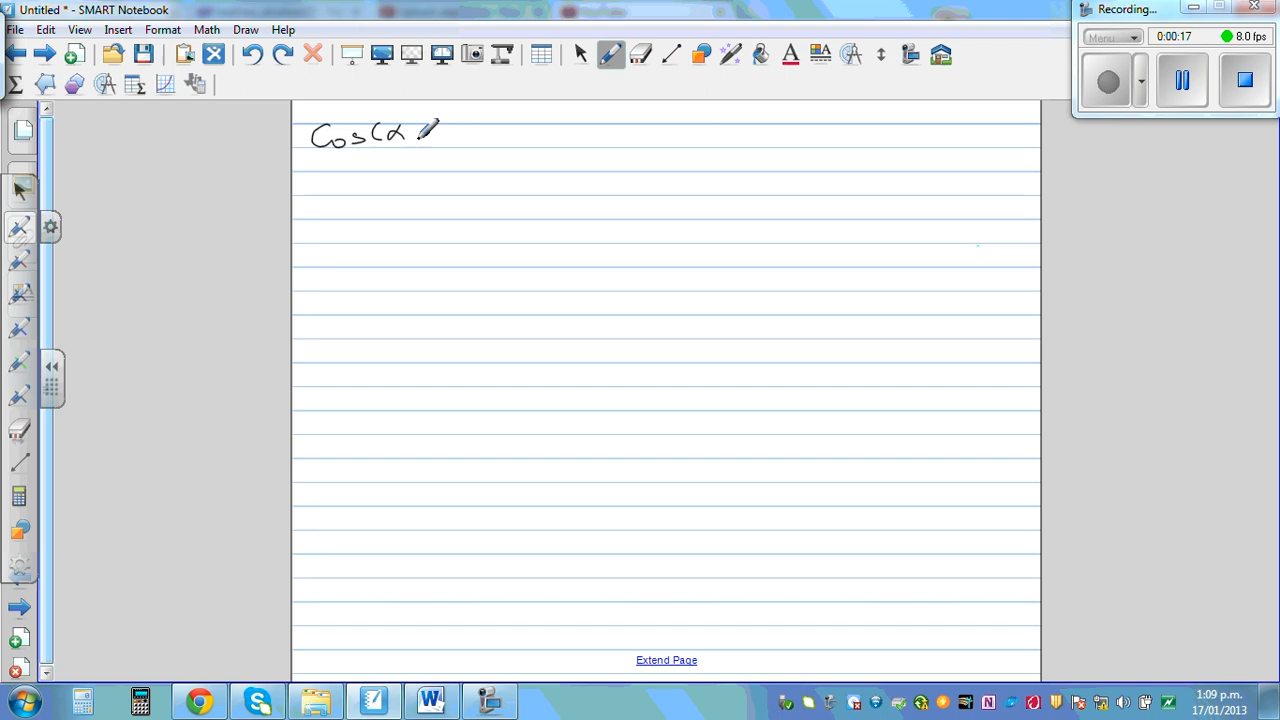 Untitled * - SMART Notebook
Recording...
File Edit View Insert Format Math Draw Help
Menu
0:00:17
8.0 fps
Cos(α
Extend Page
1:09 p.m.
17/01/2013